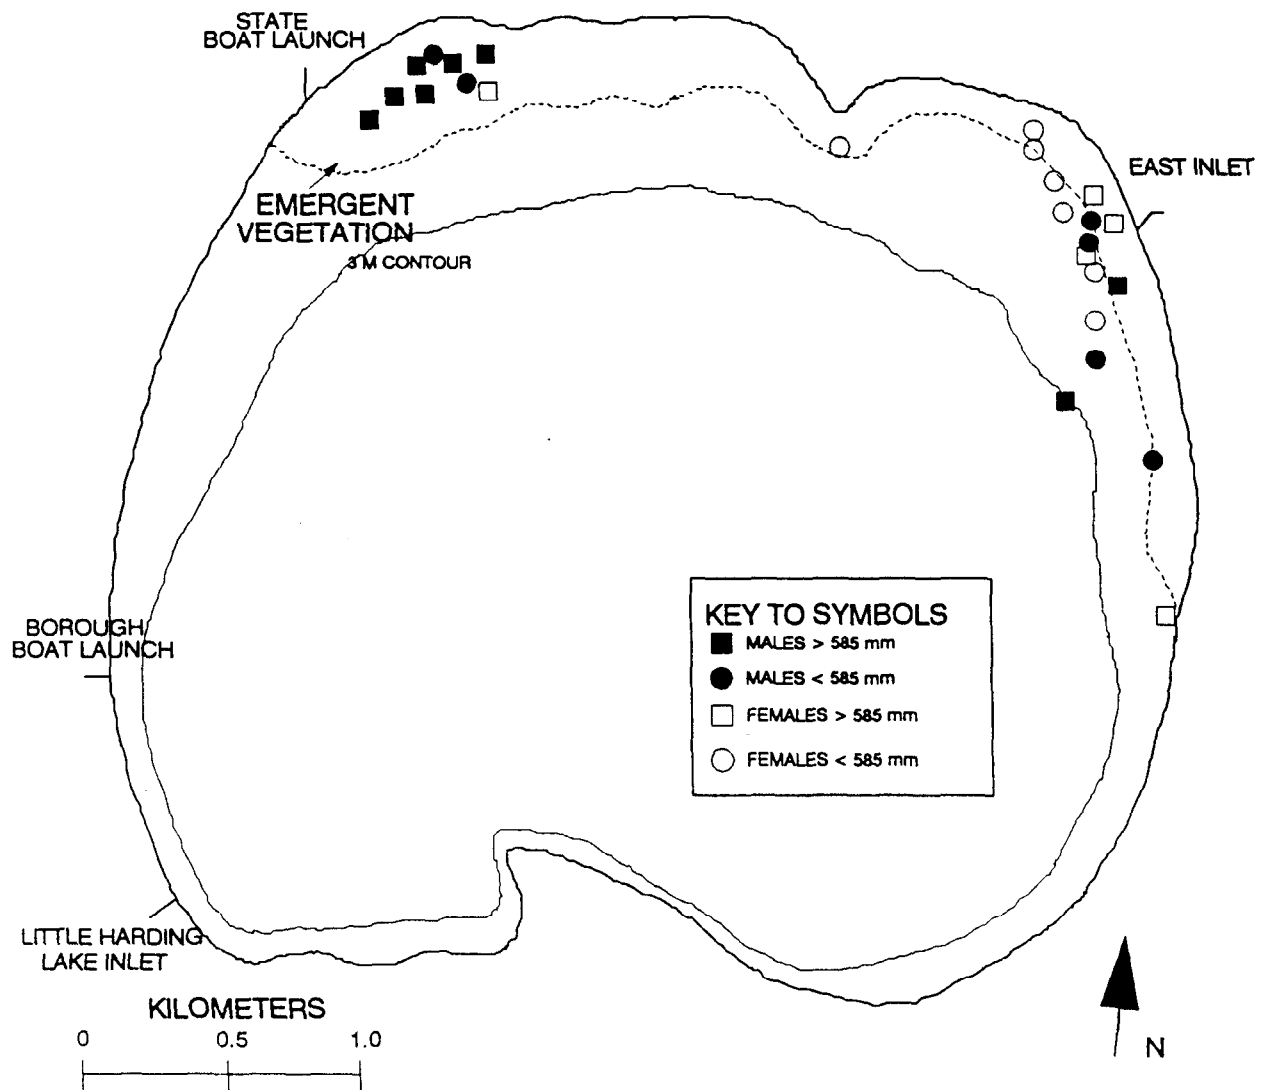 STATE
BOAT LAUNCH
EAST INLET
EMERGENT
VEGETATION
3 M CONTOUR
KEY TO SYMBOLS
MALES > 585 mm
MALES < 585 mm
FEMALES > 585 mm
FEMALES < 585 mm
BOROUGH
BOAT LAUNCH
LITTLE HARDING
LAKE INLET
KILOMETERS
0 0.5 1.0
N